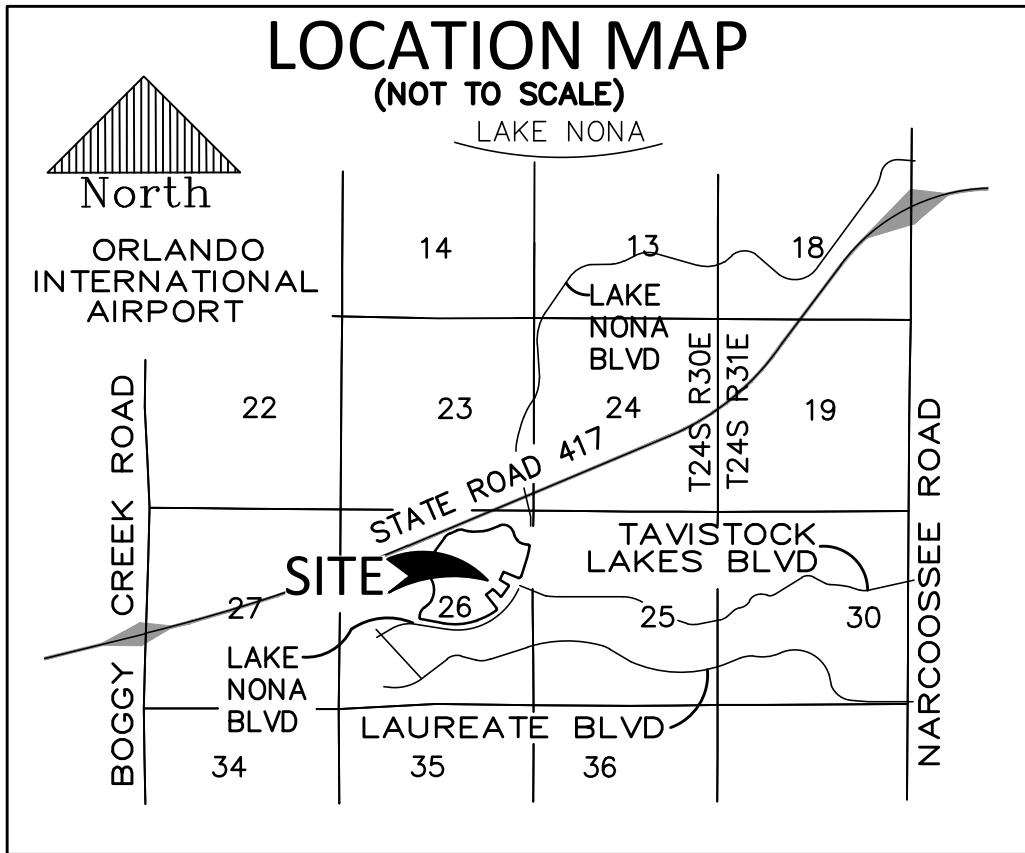 LOCATION MAP
(NOT TO SCALE)
LAKE NONA
North
ORLANDO
INTERNATIONAL
AIRPORT
14
13
18
LAKE
NONA
BLVD
T24S R30E
T24S R31E
22
23
24
19
BOGGY CREEK ROAD
NARCOOSSEE ROAD
STATE ROAD 417
TAVISTOCK
LAKES BLVD
SITE
27
26
25
30
LAKE
NONA
BLVD
LAUREATE BLVD
34
35
36